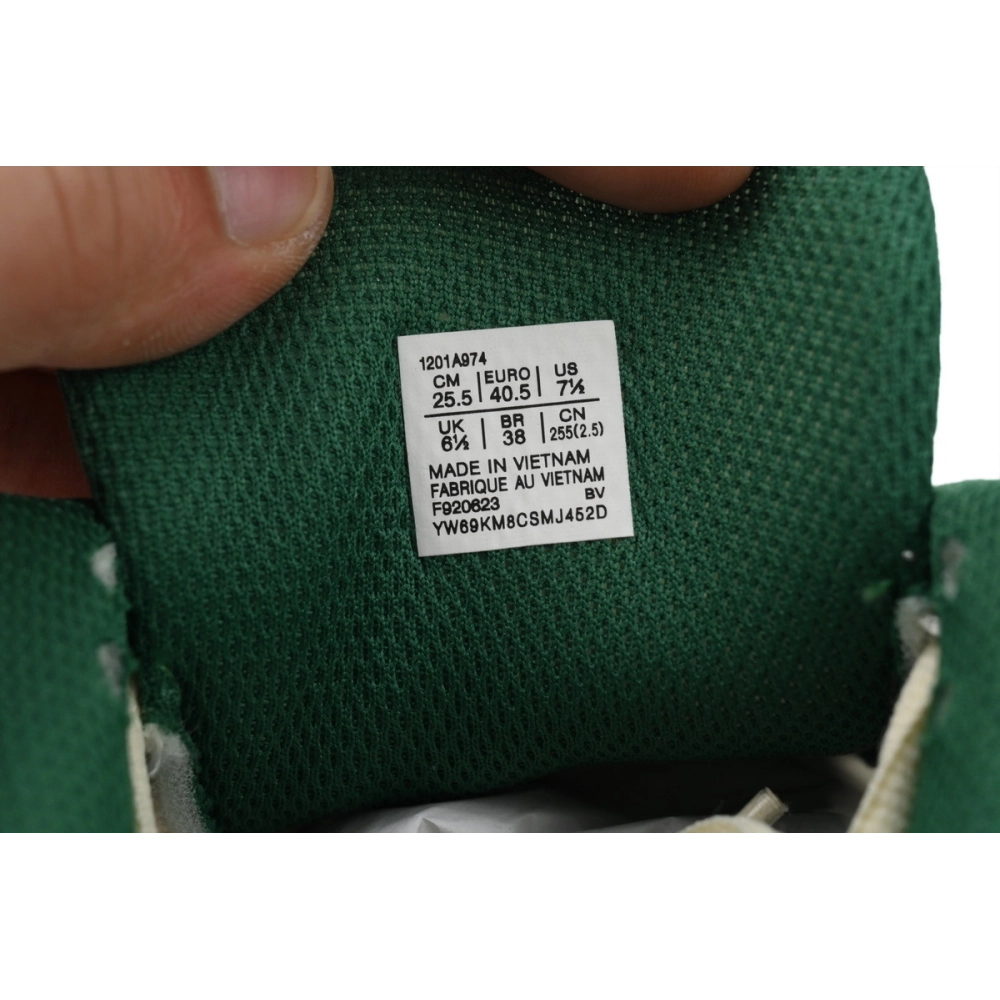 1201A974
CM | EURO | US
25.5 | 40.5 | 7½
UK | BR | CN
6½ | 38 | 255(2.5)
MADE IN VIETNAM
FABRIQUE AU VIETNAM
F920623 BV
YW69KM8CSMJ452D